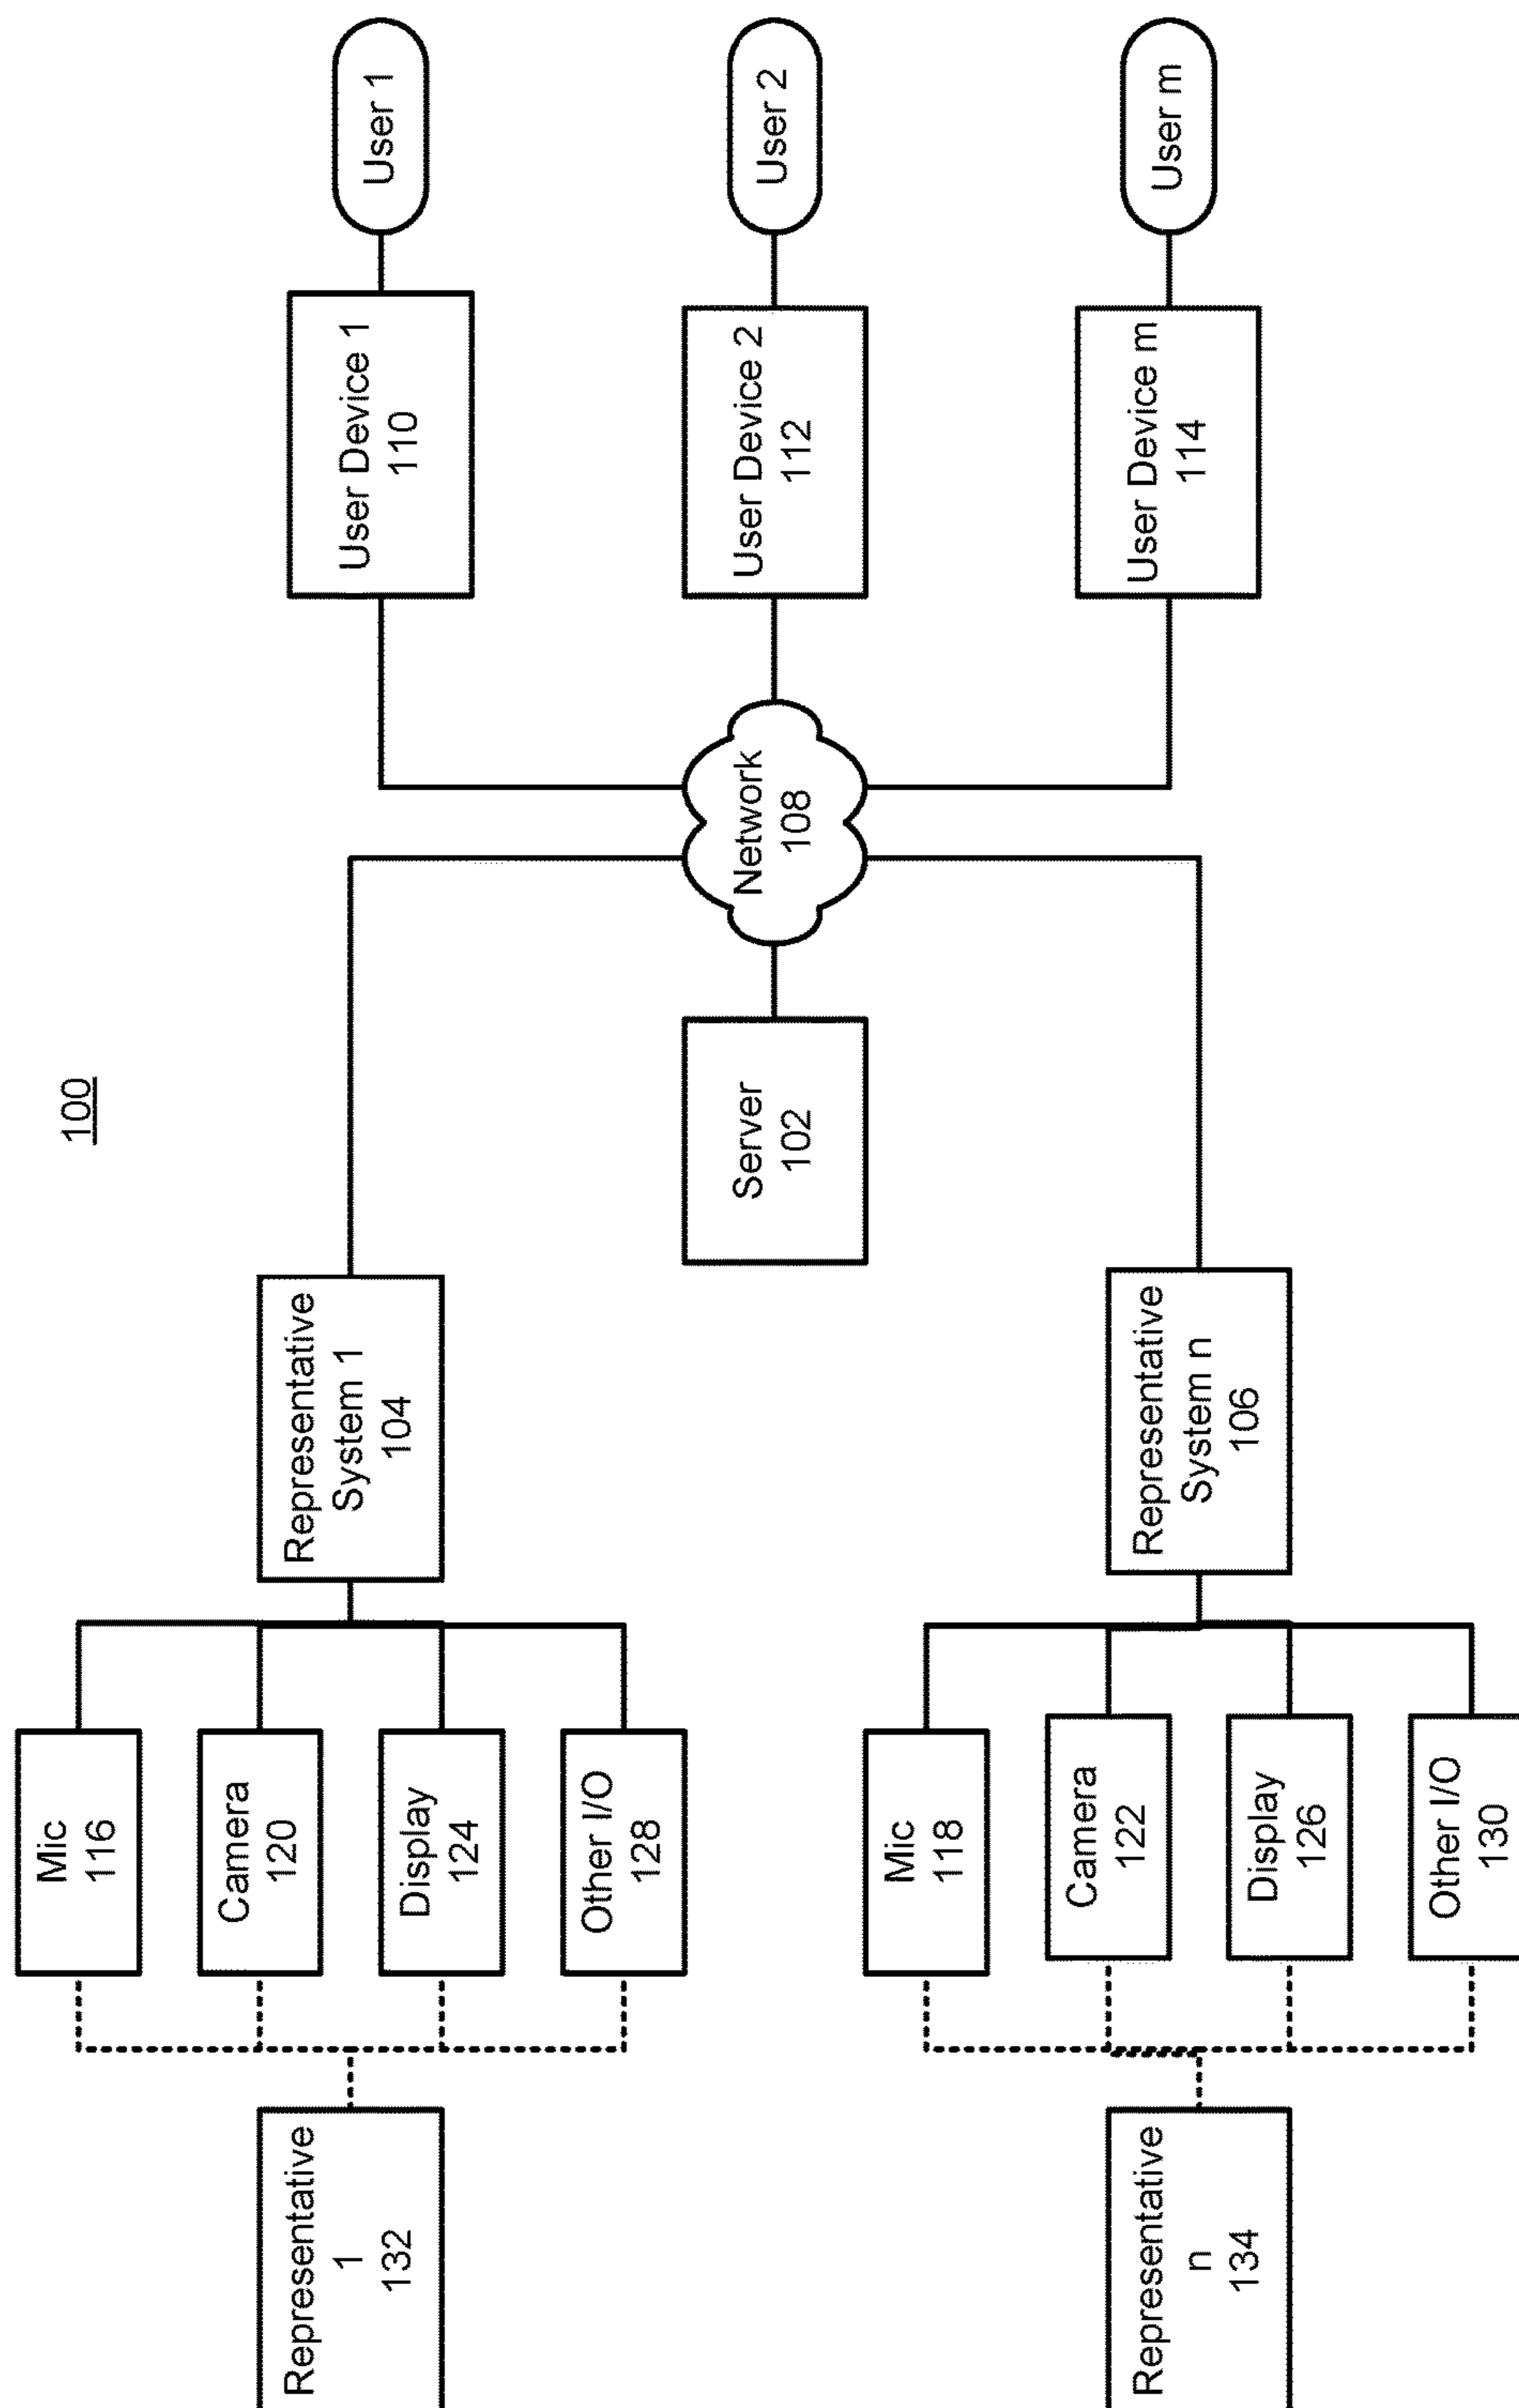 100
Representative
1
132
Mic
116
Camera
120
Display
124
Other I/O
128
Representative
System 1
104
User Device 1
110
User 1
Server
102
Network
108
User Device 2
112
User 2
Representative
n
134
Mic
118
Camera
122
Display
126
Other I/O
130
Representative
System n
106
User Device m
114
User m